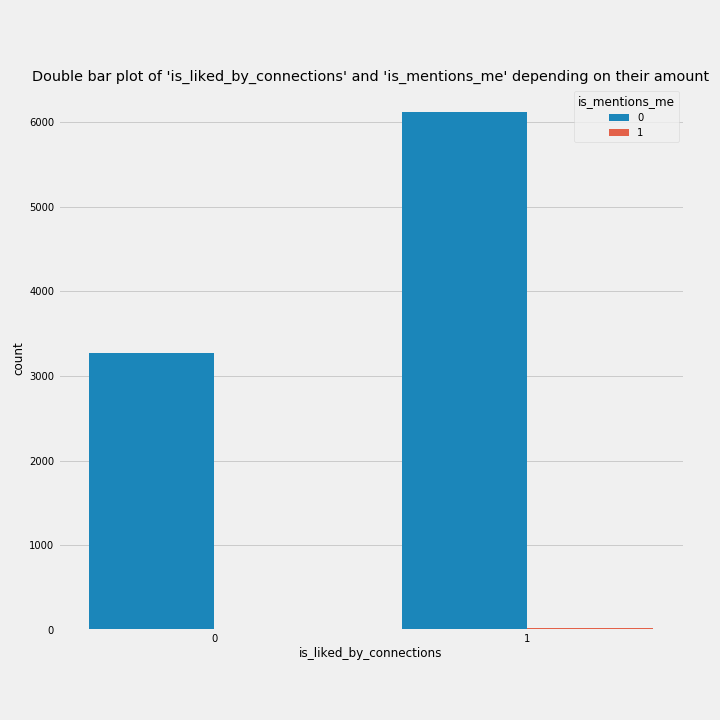 Double bar plot of 'is_liked_by_connections' and 'is_mentions_me' depending on their amount
is_mentions_me
0
1
6000
5000
4000
3000
2000
1000
0
count
0 1
is_liked_by_connections